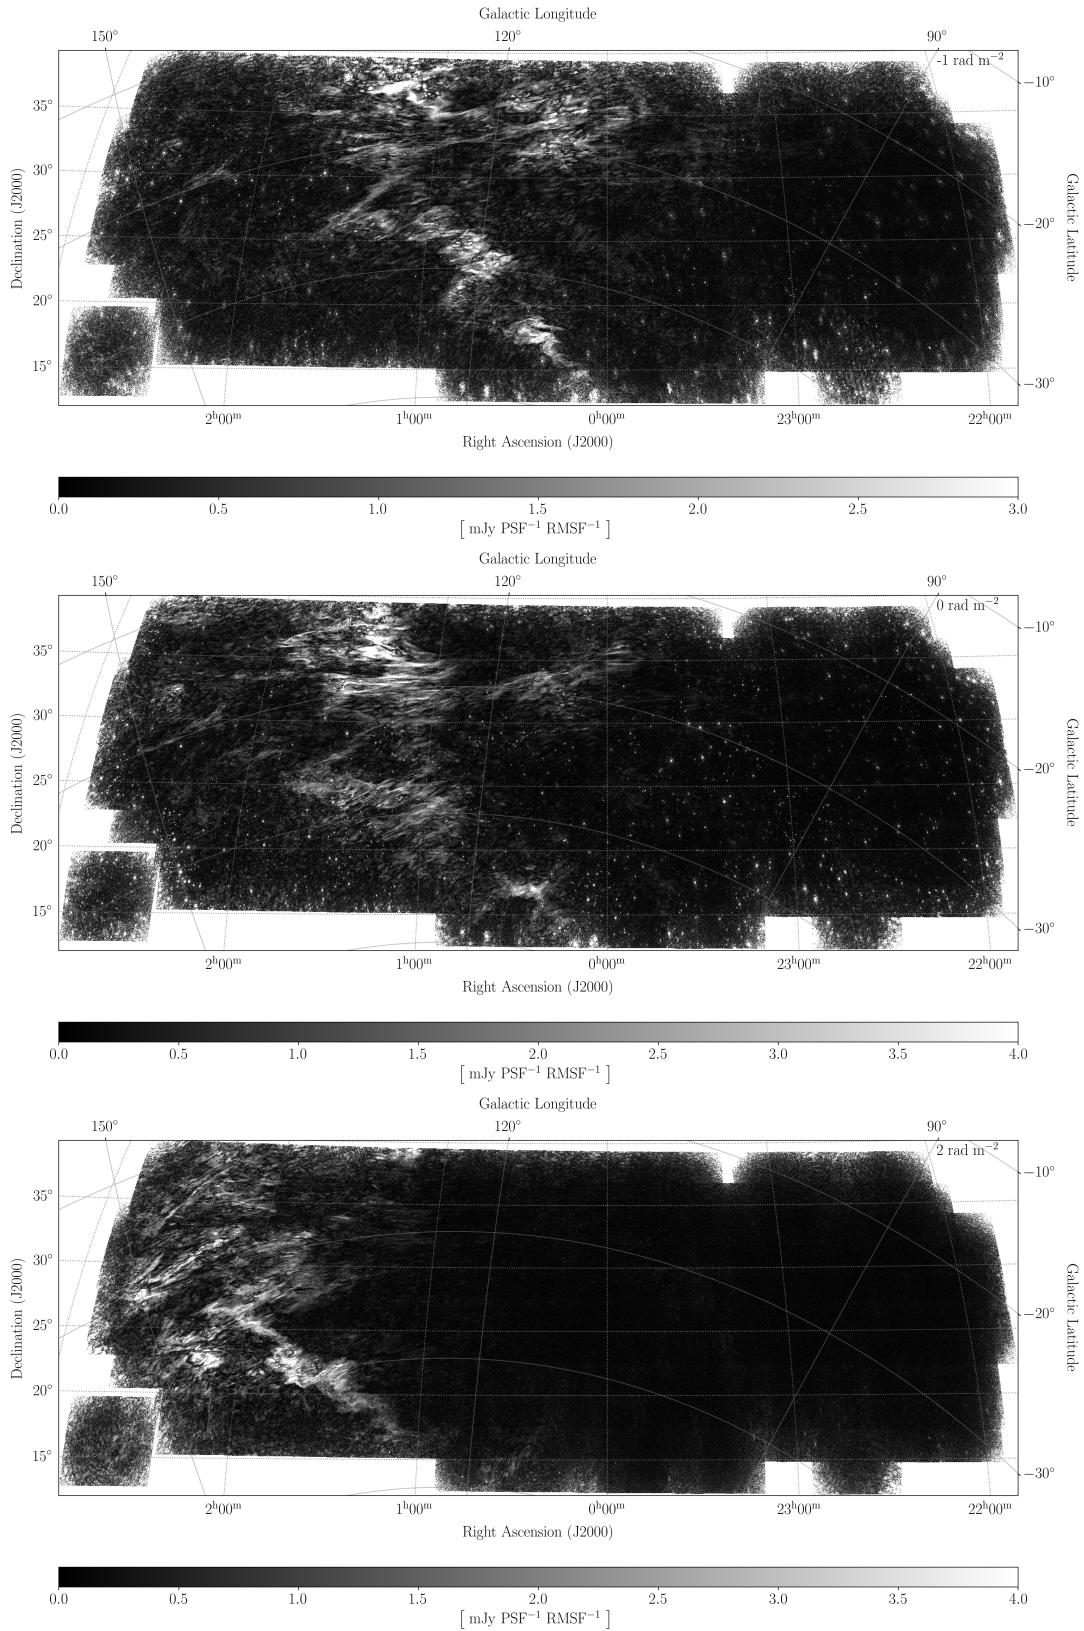 Galactic Longitude
150° 120° 90°
-1 rad m⁻²
−10°
35°
30°
25°
20°
15°
Declination (J2000)
Galactic Latitude
−20°
−30°
2ʰ00ᵐ 1ʰ00ᵐ 0ʰ00ᵐ 23ʰ00ᵐ 22ʰ00ᵐ
Right Ascension (J2000)
0.0 0.5 1.0 1.5 2.0 2.5 3.0
[ mJy PSF⁻¹ RMSF⁻¹ ]
Galactic Longitude
150° 120° 90°
0 rad m⁻²
−10°
35°
30°
25°
20°
15°
Declination (J2000)
Galactic Latitude
−20°
−30°
2ʰ00ᵐ 1ʰ00ᵐ 0ʰ00ᵐ 23ʰ00ᵐ 22ʰ00ᵐ
Right Ascension (J2000)
0.0 0.5 1.0 1.5 2.0 2.5 3.0 3.5 4.0
[ mJy PSF⁻¹ RMSF⁻¹ ]
Galactic Longitude
150° 120° 90°
2 rad m⁻²
−10°
35°
30°
25°
20°
15°
Declination (J2000)
Galactic Latitude
−20°
−30°
2ʰ00ᵐ 1ʰ00ᵐ 0ʰ00ᵐ 23ʰ00ᵐ 22ʰ00ᵐ
Right Ascension (J2000)
0.0 0.5 1.0 1.5 2.0 2.5 3.0 3.5 4.0
[ mJy PSF⁻¹ RMSF⁻¹ ]